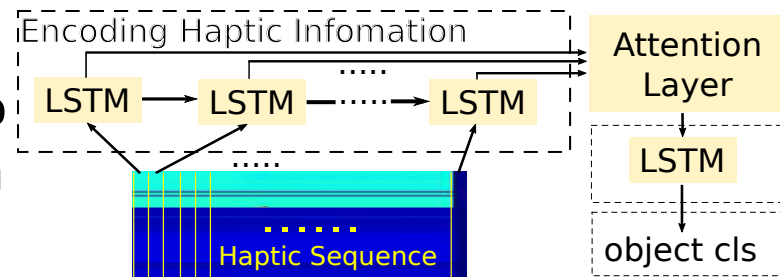 Encoding Haptic Infomation
Attention
Layer
LSTM
LSTM
LSTM
LSTM
Haptic Sequence
object cls